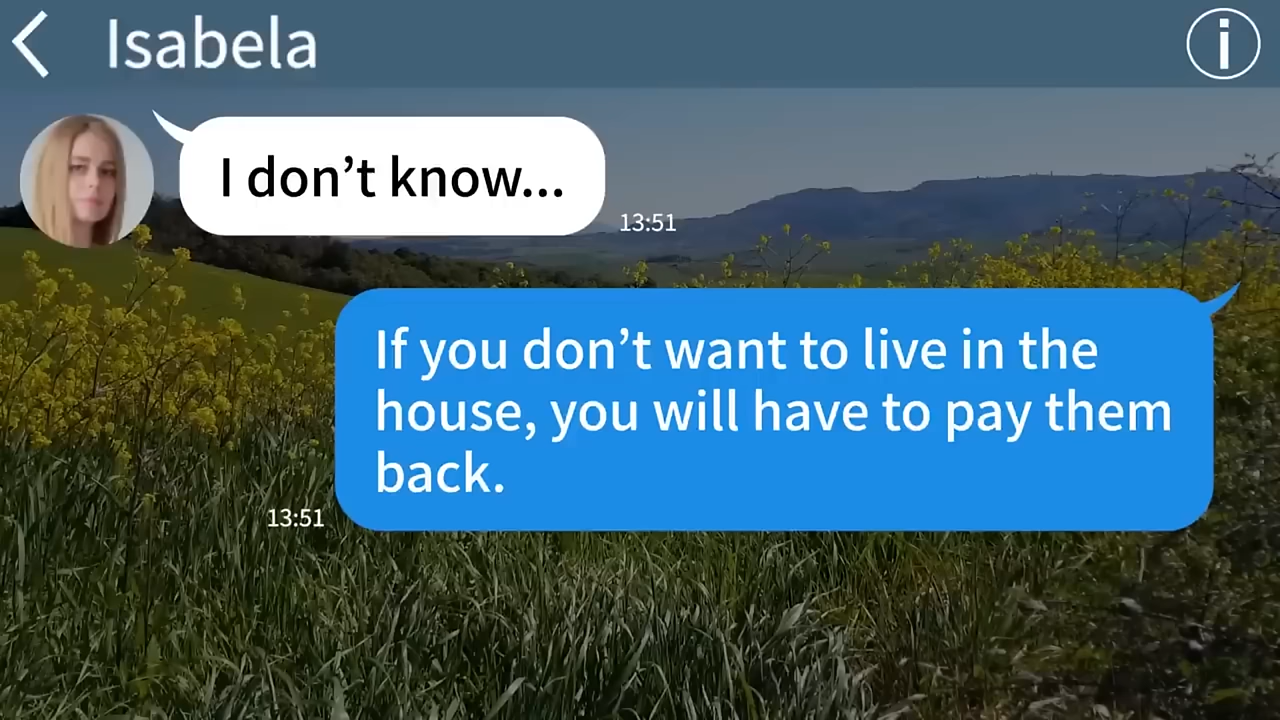 Isabela
I don’t know...
13:51
If you don’t want to live in the
house, you will have to pay them
back.
13:51